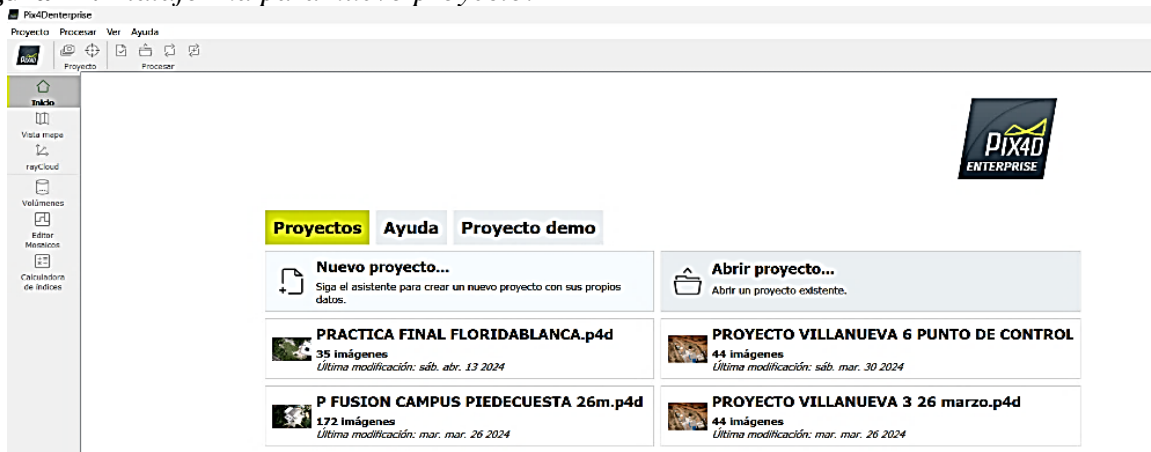 Pix4Denterprise
Proyecto Procesar Ver Ayuda
Proyecto Procesar
Inicio
Vista mapa
rayCloud
Volúmenes
Editor
Mosaicos
Calculadora
de índices
PIX4D
ENTERPRISE
Proyectos Ayuda Proyecto demo
Nuevo proyecto...
Siga el asistente para crear un nuevo proyecto con sus propios
datos.
Abrir proyecto...
Abrir un proyecto existente.
PRACTICA FINAL FLORIDABLANCA.p4d
35 imágenes
Última modificación: sáb. abr. 13 2024
PROYECTO VILLANUEVA 6 PUNTO DE CONTROL
44 imágenes
Última modificación: sáb. mar. 30 2024
P FUSION CAMPUS PIEDECUESTA 26m.p4d
172 imágenes
Última modificación: mar. mar. 26 2024
PROYECTO VILLANUEVA 3 26 marzo.p4d
44 imágenes
Última modificación: mar. mar. 26 2024